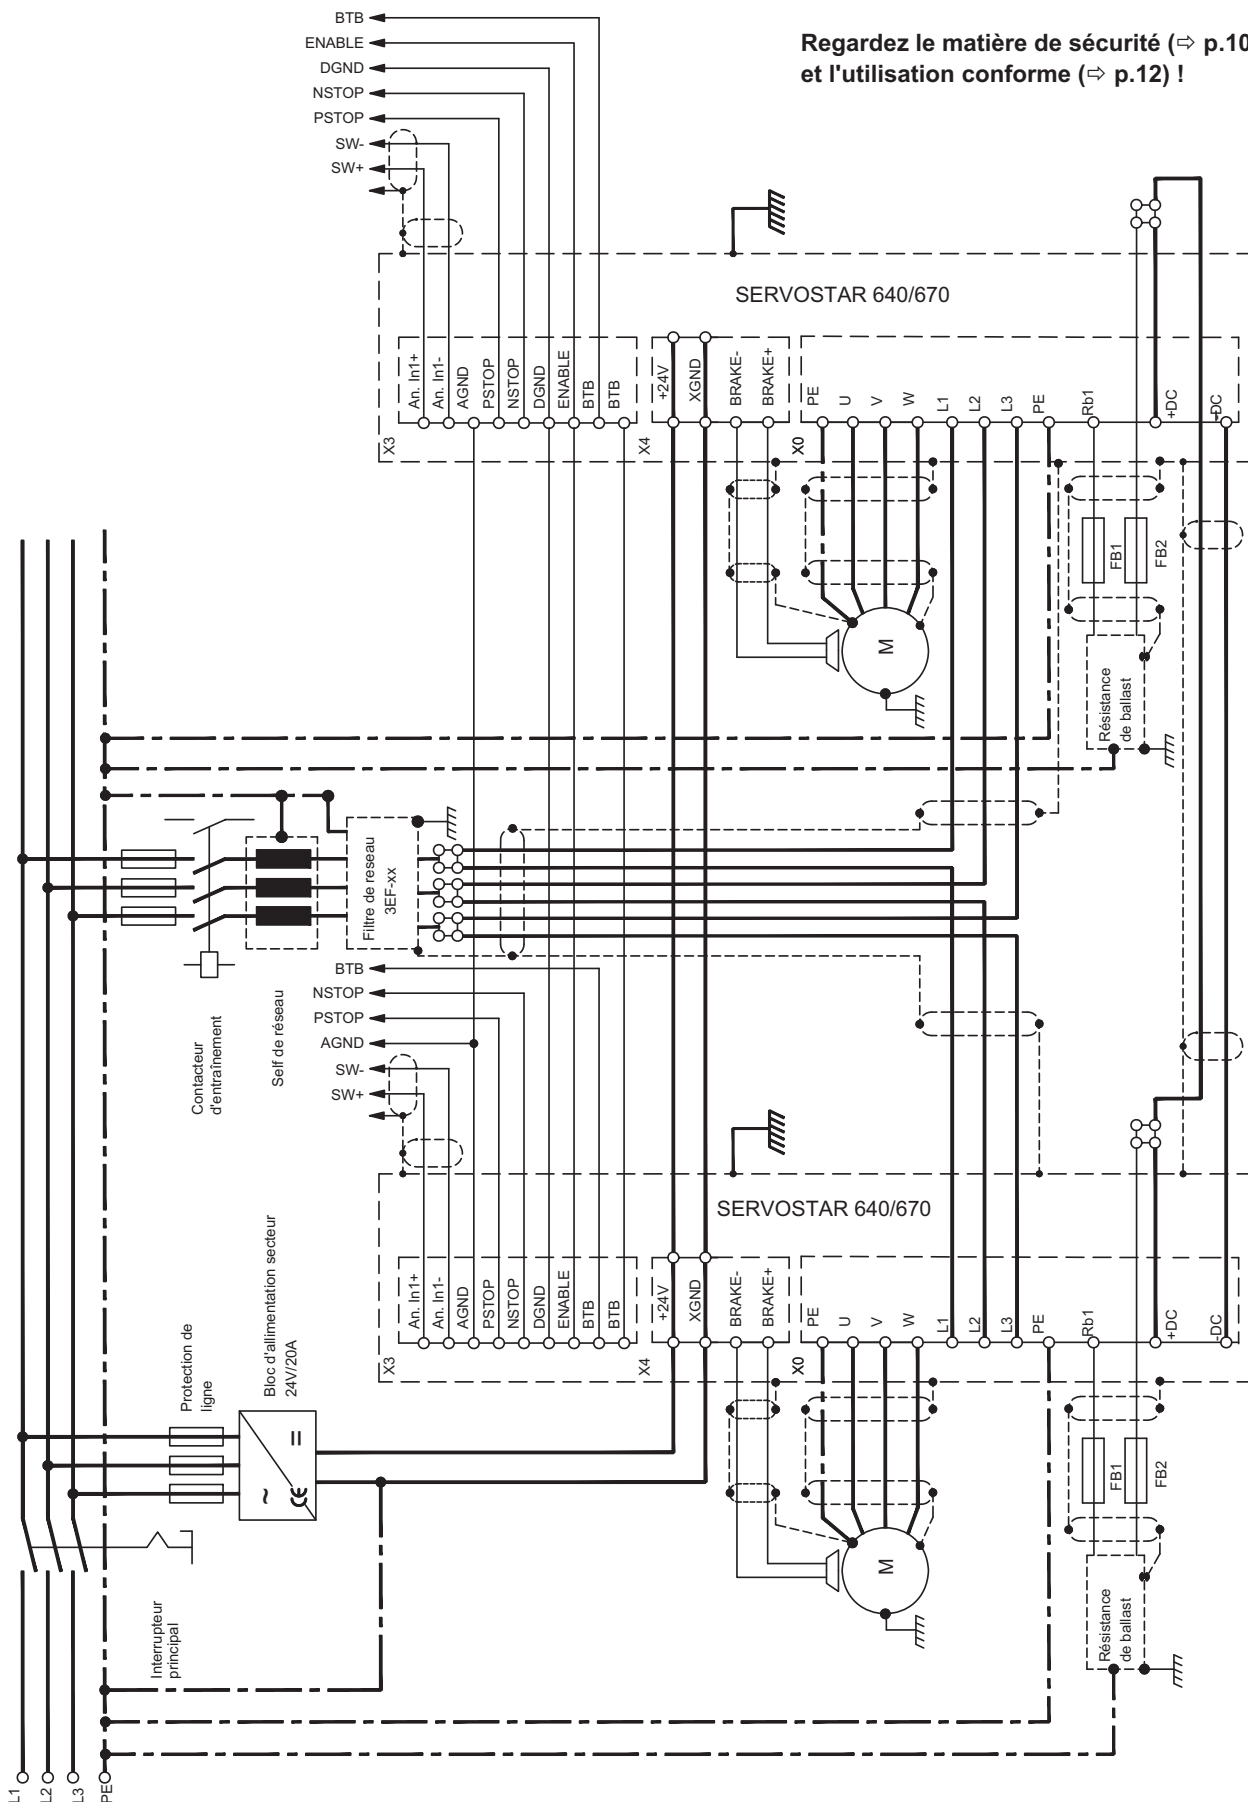 BTB
ENABLE
DGND
NSTOP
PSTOP
SW-
SW+
Regardez le matière de sécurité (⇨ p.10
et l'utilisation conforme (⇨ p.12) !
SERVOSTAR 640/670
An. In1+
An. In1-
AGND
PSTOP
NSTOP
DGND
ENABLE
BTB
BTB
X3
+24V
XGND
X4
BRAKE-
BRAKE+
X0
PE
U
V
W
L1
L2
L3
PE
Rb1
+DC
-DC
FB1
FB2
M
Résistance
de ballast
Filtre de reseau
3EF-xx
Contacteur
d'entraînement
Self de réseau
BTB
NSTOP
PSTOP
AGND
SW-
SW+
SERVOSTAR 640/670
An. In1+
An. In1-
AGND
PSTOP
NSTOP
DGND
ENABLE
BTB
BTB
X3
+24V
XGND
X4
BRAKE-
BRAKE+
X0
PE
U
V
W
L1
L2
L3
PE
Rb1
+DC
-DC
Protection de
ligne
Bloc d'allimentation secteur
24V/20A
~
=
CE
FB1
FB2
M
Résistance
de ballast
Interrupteur
principal
L1
L2
L3
PE